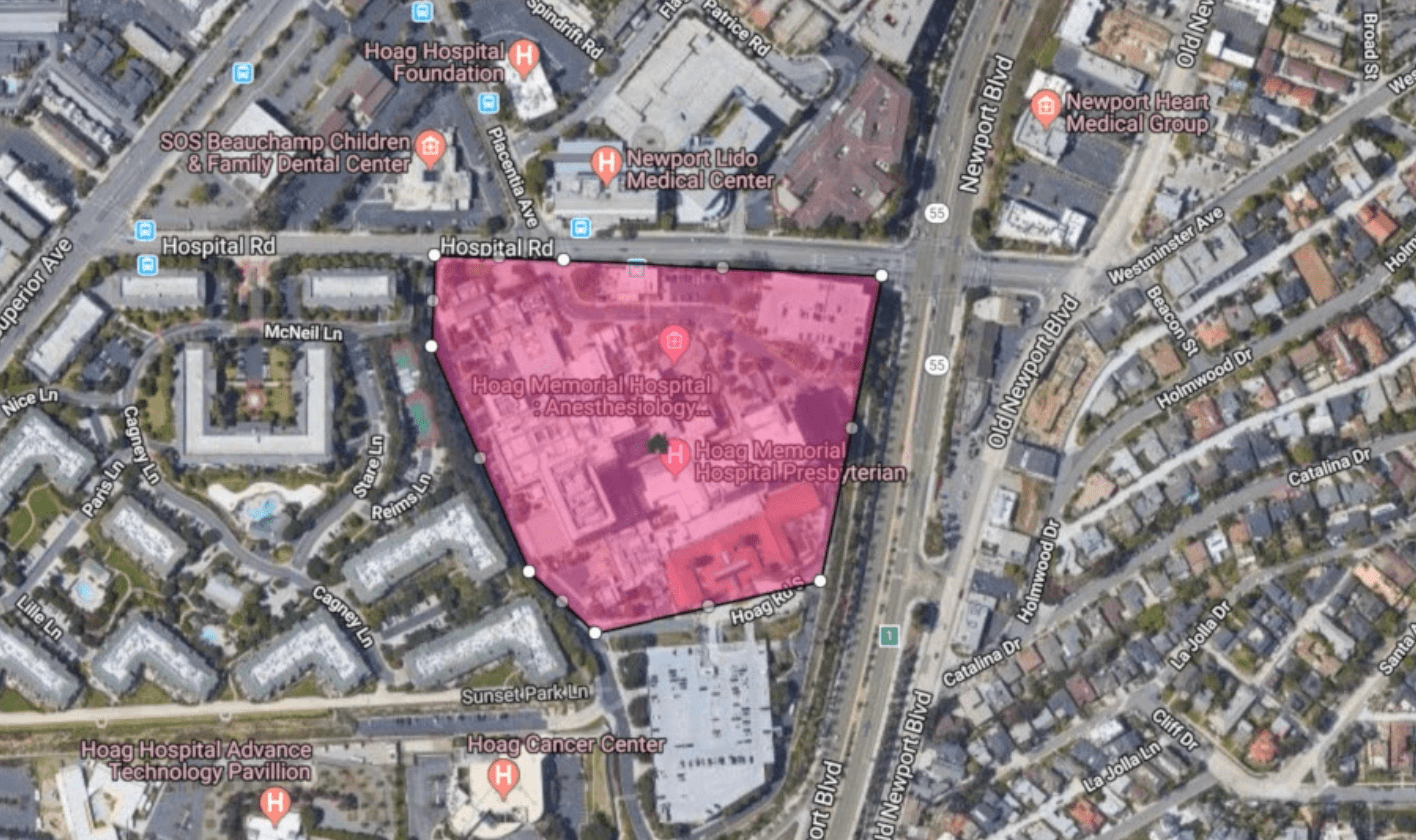 Spindrift Rd
Patrice Rd
Old New
Broad St
Hoag Hospital
Foundation
Newport Blvd
Newport Heart
Medical Group
SOS Beauchamp Children
& Family Dental Center
Placentia Ave
Newport Lido
Medical Center
55
Hospital Rd
Hospital Rd
Westminster Ave
Superior Ave
Beacon St
McNeil Ln
55
Old Newport Blvd
Holmwood Dr
Hoag Memorial Hospital
: Anesthesiology...
Nice Ln
Cagney Ln
Stare Ln
Paris Ln
Reims Ln
Hoag Memorial
Hospital Presbyterian
Catalina Dr
Holmwood Dr
Lille Ln
Cagney Ln
Hoag Rd S
1
La Jolla Dr
Catalina Dr
Sunset Park Ln
Old Newport Blvd
Cliff Dr
La Jolla Ln
Hoag Hospital Advance
Technology Pavillion
Hoag Cancer Center
port Blvd